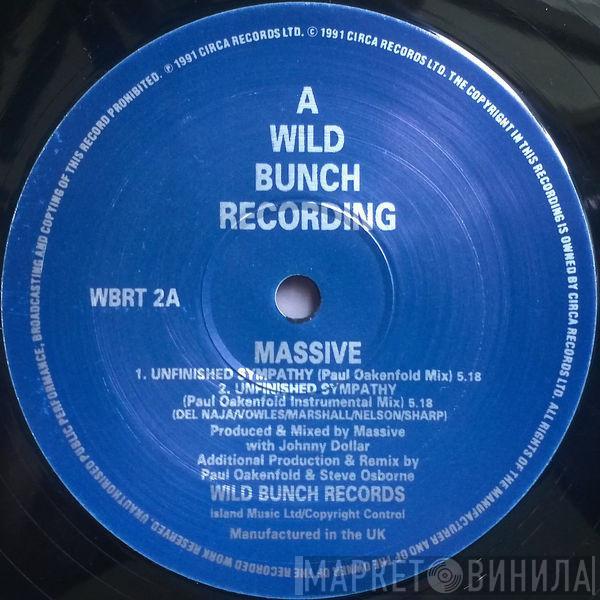 A
WILD
BUNCH
RECORDING
WBRT 2A
MASSIVE
1. UNFINISHED SYMPATHY (Paul Oakenfold Mix) 5.18
2. UNFINISHED SYMPATHY
(Paul Oakenfold Instrumental Mix) 5.18
(DEL NAJA/VOWLES/MARSHALL/NELSON/SHARP)
Produced & Mixed by Massive
with Johnny Dollar
Additional Production & Remix by
Paul Oakenfold & Steve Osborne
WILD BUNCH RECORDS
Island Music Ltd/Copyright Control
Manufactured in the UK
℗ 1991 CIRCA RECORDS LTD. © 1991 CIRCA RECORDS LTD. THE COPYRIGHT IN THIS RECORDING IS OWNED BY CIRCA RECORDS LTD. ALL RIGHTS OF THE MANUFACTURER AND OF THE OWNER OF THE RECORDED WORK RESERVED. UNAUTHORISED PUBLIC PERFORMANCE, BROADCASTING AND COPYING OF THIS RECORD PROHIBITED.
МАРКЕТ ВИНИЛА